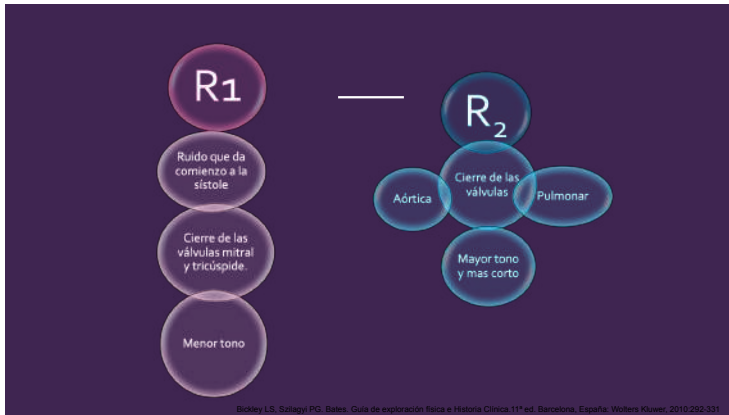 R1
Ruido que da
comienzo a la
sístole
Cierre de las
válvulas mitral
y tricúspide.
Menor tono
R2
Cierre de las
válvulas
Aórtica
Pulmonar
Mayor tono
y mas corto
Bickley LS, Szilagyi PG. Bates. Guía de exploración física e Historia Clínica.11ª ed. Barcelona, España: Wolters Kluwer, 2010:292-331